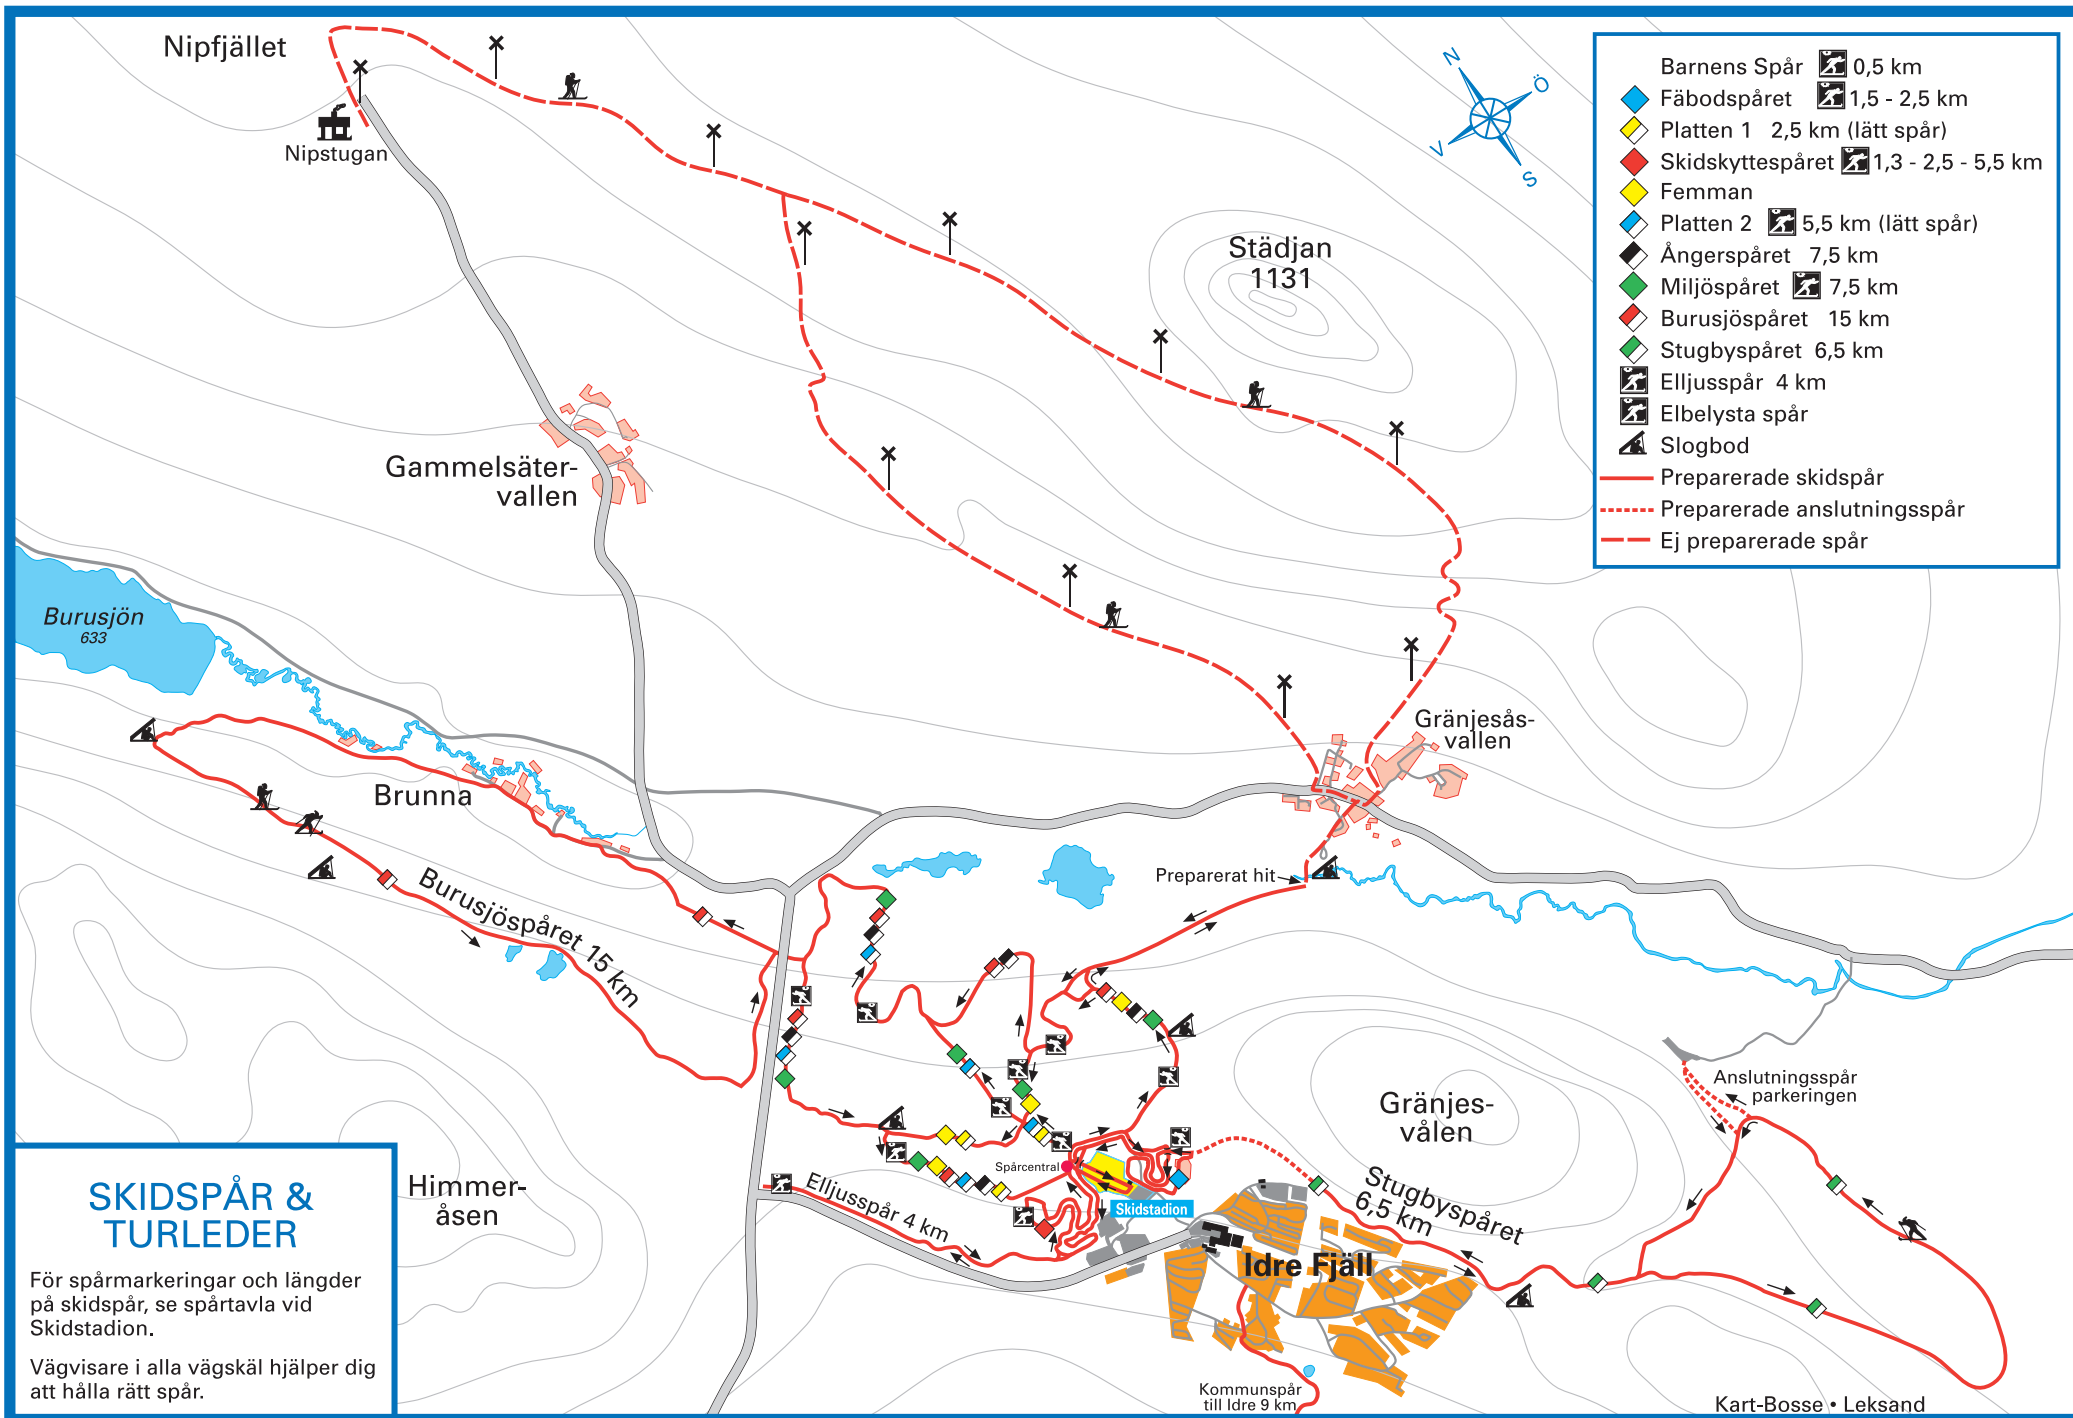 Nipfjället
Nipstugan
N
Ö
V
S
Städjan
1131
Barnens Spår 0,5 km
Fäbodspåret 1,5 - 2,5 km
Platten 1 2,5 km (lätt spår)
Skidskyttespåret 1,3 - 2,5 - 5,5 km
Femman
Platten 2 5,5 km (lätt spår)
Ångerspåret 7,5 km
Miljöspåret 7,5 km
Burusjöspåret 15 km
Stugbyspåret 6,5 km
Elljusspår 4 km
Elbelysta spår
Slogbod
Preparerade skidspår
Preparerade anslutningsspår
Ej preparerade spår
Gammelsäter-
vallen
Burusjön
633
Gränjesås-
vallen
Brunna
Burusjöspåret 15 km
Preparerat hit
Anslutningsspår
parkeringen
Gränjes-
vålen
Spårcentral
Skidstadion
Stugbyspåret
6,5 km
Elljusspår 4 km
Himmer-
åsen
Idre Fjäll
SKIDSPÅR &
TURLEDER
För spårmarkeringar och längder
på skidspår, se spårtavla vid
Skidstadion.
Vägvisare i alla vägskäl hjälper dig
att hålla rätt spår.
Kommunspår
till Idre 9 km
Kart-Bosse • Leksand